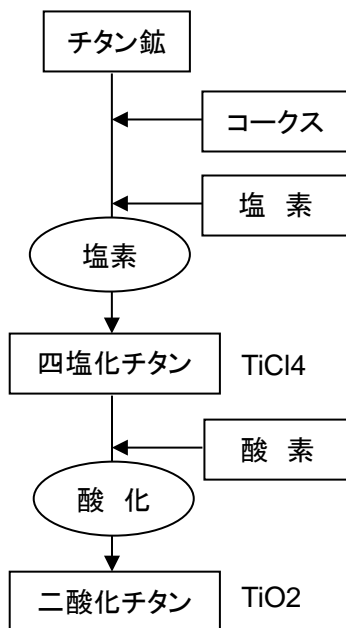 チタン鉱
コークス
塩 素
塩素
四塩化チタン TiCl4
酸 素
酸 化
二酸化チタン TiO2